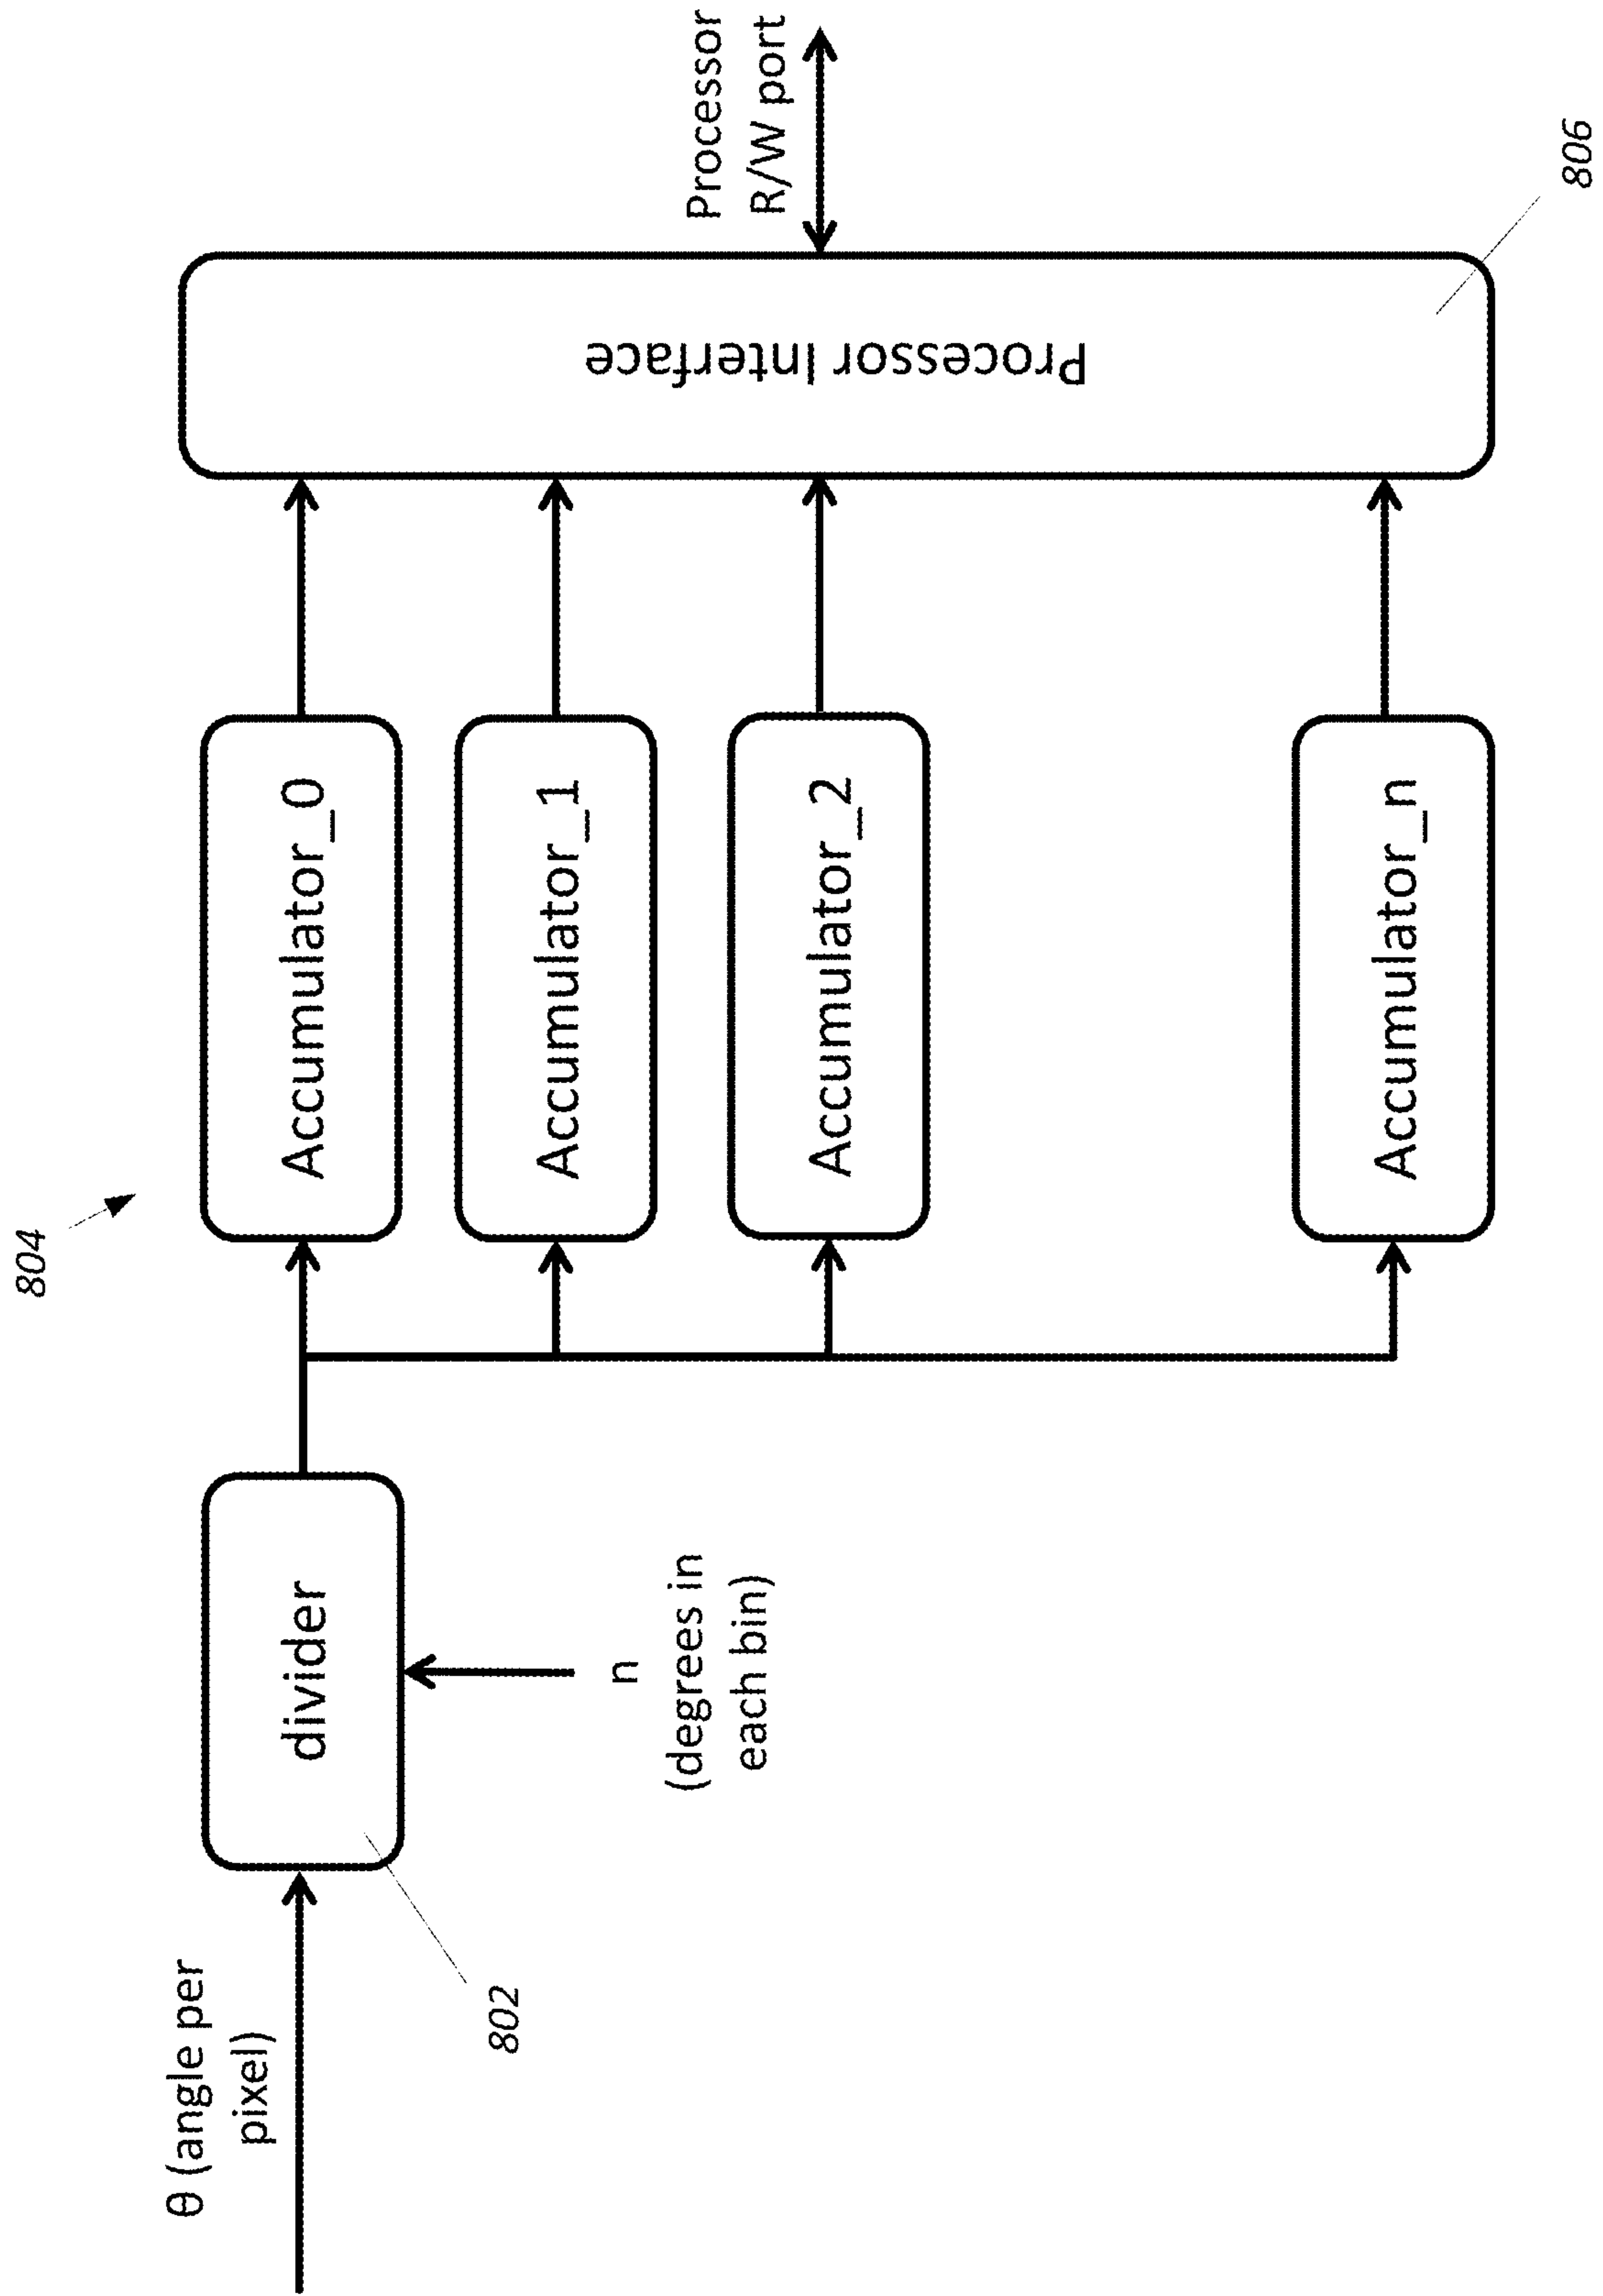 θ (angle per
pixel)
802
divider
n
(degrees in
each bin)
804
Accumulator_0
Accumulator_1
Accumulator_2
Accumulator_n
Processor Interface
806
Processor
R/W port